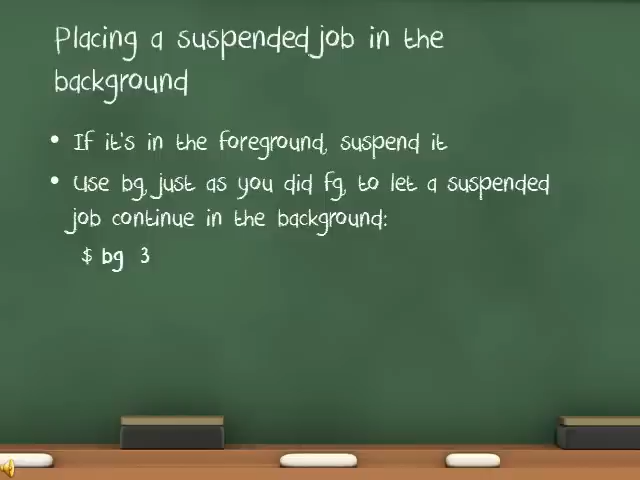 Placing a suspended job in the
background
• If it's in the foreground, suspend it
• Use bg, just as you did fg, to let a suspended
job continue in the background:
$ bg 3